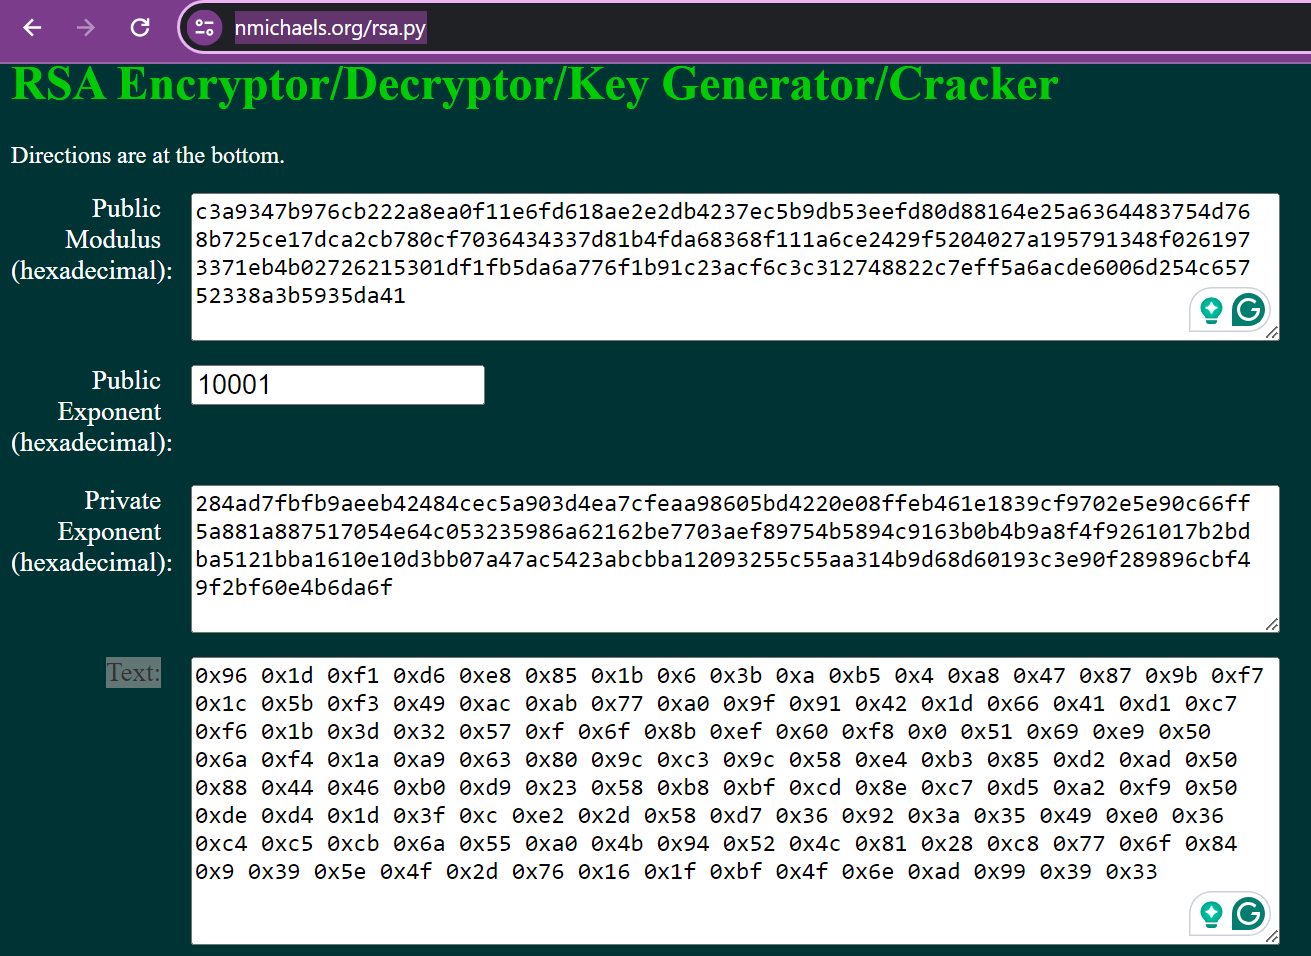 nmichaels.org/rsa.py
RSA Encryptor/Decryptor/Key Generator/Cracker
Directions are at the bottom.
Public Modulus (hexadecimal):
c3a9347b976cb222a8ea0f11e6fd618ae2e2db4237ec5b9db53eefd80d88164e25a6364483754d76
8b725ce17dca2cb780cf7036434337d81b4fda68368f111a6ce2429f5204027a195791348f026197
3371eb4b02726215301df1fb5da6a776f1b91c23acf6c3c312748822c7eff5a6acde6006d254c657
52338a3b5935da41
Public Exponent (hexadecimal):
10001
Private Exponent (hexadecimal):
284ad7fbfb9aeeb42484cec5a903d4ea7cfeaa98605bd4220e08ffeb461e1839cf9702e5e90c66ff
5a881a887517054e64c053235986a62162be7703aef89754b5894c9163b0b4b9a8f4f9261017b2bd
ba5121bba1610e10d3bb07a47ac5423abcbba12093255c55aa314b9d68d60193c3e90f289896cbf4
9f2bf60e4b6da6f
Text:
0x96 0x1d 0xf1 0xd6 0xe8 0x85 0x1b 0x6 0x3b 0xa 0xb5 0x4 0xa8 0x47 0x87 0x9b 0xf7
0x1c 0x5b 0xf3 0x49 0xac 0xab 0x77 0xa0 0x9f 0x91 0x42 0x1d 0x66 0x41 0xd1 0xc7
0xf6 0x1b 0x3d 0x32 0x57 0xf 0x6f 0x8b 0xef 0x60 0xf8 0x0 0x51 0x69 0xe9 0x50
0x6a 0xf4 0x1a 0xa9 0x63 0x80 0x9c 0xc3 0x9c 0x58 0xe4 0xb3 0x85 0xd2 0xad 0x50
0x88 0x44 0x46 0xb0 0xd9 0x23 0x58 0xb8 0xbf 0xcd 0x8e 0xc7 0xd5 0xa2 0xf9 0x50
0xde 0xd4 0x1d 0x3f 0xc 0xe2 0x2d 0x58 0xd7 0x36 0x92 0x3a 0x35 0x49 0xe0 0x36
0xc4 0xc5 0xcb 0x6a 0x55 0xa0 0x4b 0x94 0x52 0x4c 0x81 0x28 0xc8 0x77 0x6f 0x84
0x9 0x39 0x5e 0x4f 0x2d 0x76 0x16 0x1f 0xbf 0x4f 0x6e 0xad 0x99 0x39 0x33